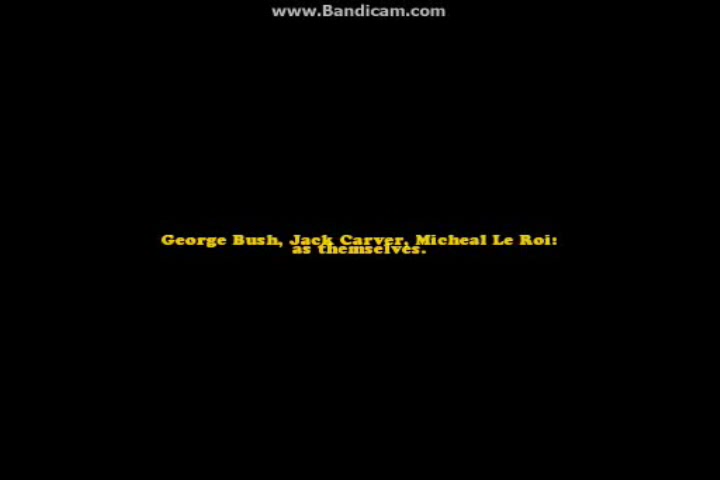 www.Bandicam.com
George Bush, Jack Carver, Micheal Le Roi:
as themselves.